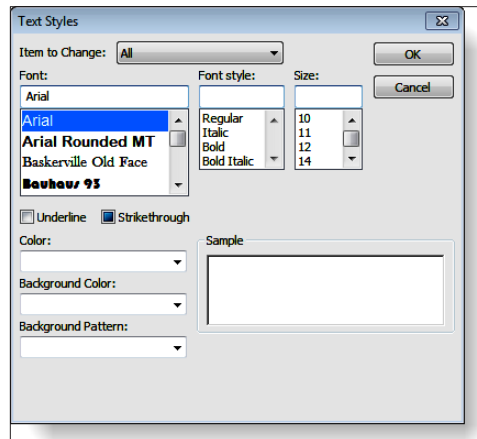 Text Styles
Item to Change: All
OK
Font: Font style: Size:
Cancel
Arial
Arial Regular 10
Arial Rounded MT Italic 11
Baskerville Old Face Bold 12
Bauhaus 93 Bold Italic 14
Underline Strikethrough
Color: Sample
Background Color:
Background Pattern: